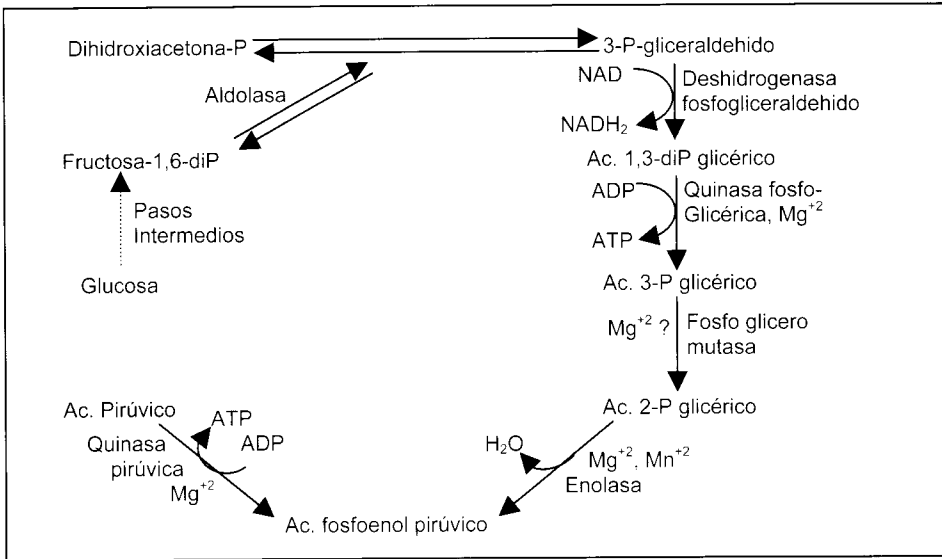 Dihidroxiacetona-P
3-P-gliceraldehido
NAD
Deshidrogenasa
fosfogliceraldehido
NADH₂
Aldolasa
Fructosa-1,6-diP
Pasos
Intermedios
Glucosa
Ac. 1,3-diP glicérico
ADP
Quinasa fosfo-
Glicérica, Mg⁺²
ATP
Ac. 3-P glicérico
Mg⁺² ?
Fosfo glicero
mutasa
Ac. 2-P glicérico
H₂O
Mg⁺², Mn⁺²
Enolasa
Ac. Pirúvico
ATP
ADP
Quinasa
pirúvica
Mg⁺²
Ac. fosfoenol pirúvico